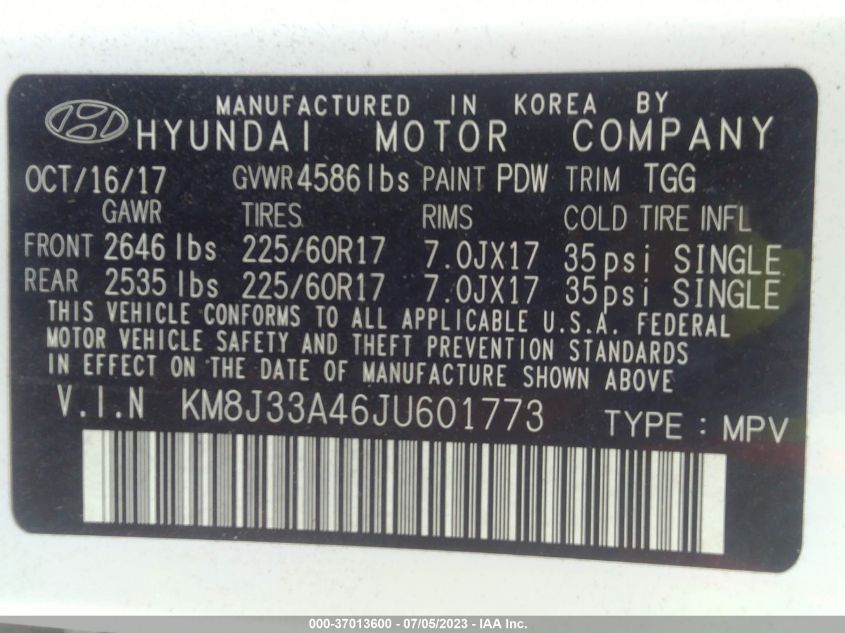 MANUFACTURED IN KOREA BY
HYUNDAI MOTOR COMPANY
OCT/16/17 GVWR 4586 lbs PAINT PDW TRIM TGG
GAWR TIRES RIMS COLD TIRE INFL
FRONT 2646 lbs 225/60R17 7.0JX17 35psi SINGLE
REAR 2535 lbs 225/60R17 7.0JX17 35psi SINGLE
THIS VEHICLE CONFORMS TO ALL APPLICABLE U.S.A. FEDERAL
MOTOR VEHICLE SAFETY AND THEFT PREVENTION STANDARDS
IN EFFECT ON THE DATE OF MANUFACTURE SHOWN ABOVE
V.I.N KM8J33A46JU601773 TYPE : MPV
000-37013600 - 07/05/2023 - IAA Inc.